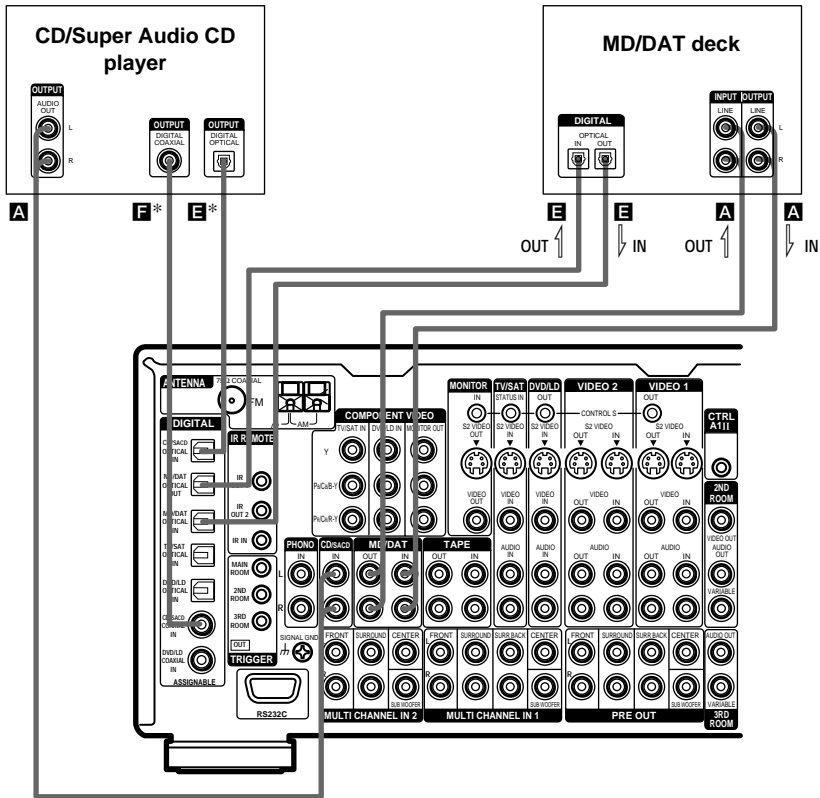 CD/Super Audio CD
player
OUTPUT
AUDIO
OUT
L
R
OUTPUT
DIGITAL
COAXIAL
OUTPUT
DIGITAL
OPTICAL
MD/DAT deck
DIGITAL
OPTICAL
IN OUT
INPUT OUTPUT
LINE LINE
L
R
A
F*
E*
E
OUT
E
IN
A
OUT
A
IN
ANTENNA
75Ω COAXIAL
FM
AM
DIGITAL
OPTICAL
IN
MD/DAT
OPTICAL
OUT
MD/DAT
OPTICAL
IN
TV/SAT
OPTICAL
IN
DVD/LD
OPTICAL
IN
CD/SACD
COAXIAL
IN
DVD/LD
COAXIAL
IN
ASSIGNABLE
IR REMOTE
IR
IR
OUT 2
IR IN
MAIN
ROOM
2ND
ROOM
3RD
ROOM
OUT
TRIGGER
RS232C
COMPONENT VIDEO
TV/SAT IN DVD/LD IN MONITOR OUT
Y
PB/CB/B-Y
PR/CR/R-Y
PHONO
IN
CD/SACD
IN
MD/DAT
OUT IN
TAPE
OUT IN
L
R
SIGNAL GND
MONITOR
IN
S2 VIDEO
OUT
VIDEO
OUT
TV/SAT
STATUS IN
S2 VIDEO
IN
VIDEO
IN
AUDIO
IN
DVD/LD
OUT
S2 VIDEO
IN
VIDEO
IN
AUDIO
IN
CONTROL S
VIDEO 2
S2 VIDEO
OUT IN
VIDEO
OUT IN
AUDIO
OUT IN
VIDEO 1
OUT
S2 VIDEO
OUT IN
VIDEO
OUT IN
AUDIO
OUT IN
CTRL
A1II
2ND
ROOM
VIDEO OUT
AUDIO
OUT
VARIABLE
FRONT SURROUND CENTER
R
SUB WOOFER
MULTI CHANNEL IN 2
FRONT SURROUND SURR BACK CENTER
L
R
SUB WOOFER
MULTI CHANNEL IN 1
FRONT SURROUND SURR BACK CENTER
L
R
SUB WOOFER
PRE OUT
AUDIO OUT
VARIABLE
3RD
ROOM